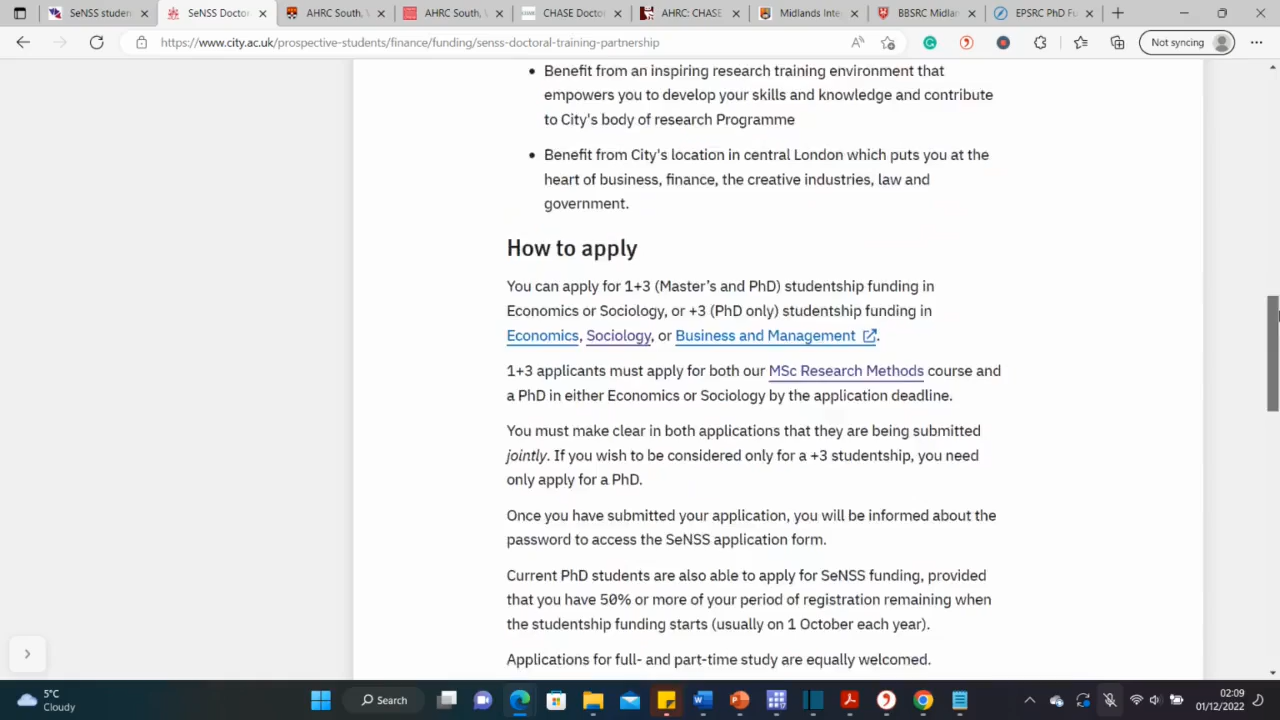 SeNSS studen
SeNSS Doctor
AHRC South, V
AHRC South, V
CHASE Doctor
AHRC: CHASE
Midlands Inte
BBSRC Midlan
EPSRC PhD Fu
https://www.city.ac.uk/prospective-students/finance/funding/senss-doctoral-training-partnership
Not syncing
Benefit from an inspiring research training environment that
empowers you to develop your skills and knowledge and contribute
to City's body of research Programme
Benefit from City's location in central London which puts you at the
heart of business, finance, the creative industries, law and
government.
How to apply
You can apply for 1+3 (Master's and PhD) studentship funding in
Economics or Sociology, or +3 (PhD only) studentship funding in
Economics, Sociology, or Business and Management.
1+3 applicants must apply for both our MSc Research Methods course and
a PhD in either Economics or Sociology by the application deadline.
You must make clear in both applications that they are being submitted
jointly. If you wish to be considered only for a +3 studentship, you need
only apply for a PhD.
Once you have submitted your application, you will be informed about the
password to access the SeNSS application form.
Current PhD students are also able to apply for SeNSS funding, provided
that you have 50% or more of your period of registration remaining when
the studentship funding starts (usually on 1 October each year).
Applications for full- and part-time study are equally welcomed.
5°C
Cloudy
Search
02:09
01/12/2022